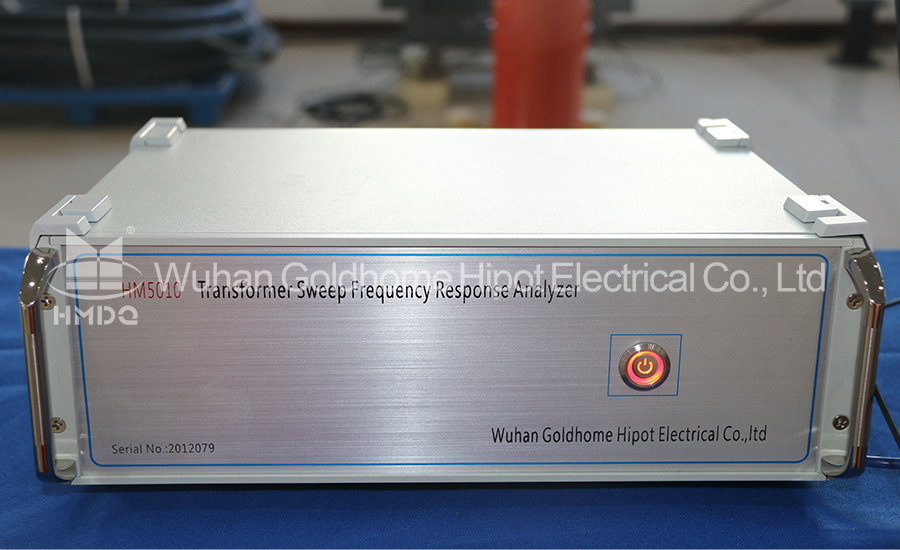 ® Wuhan Goldhome Hipot Electrical Co., Ltd
HMDQ
HM5010 Transformer Sweep Frequency Response Analyzer
Wuhan Goldhome Hipot Electrical Co.,ltd
Serial No.:2012079